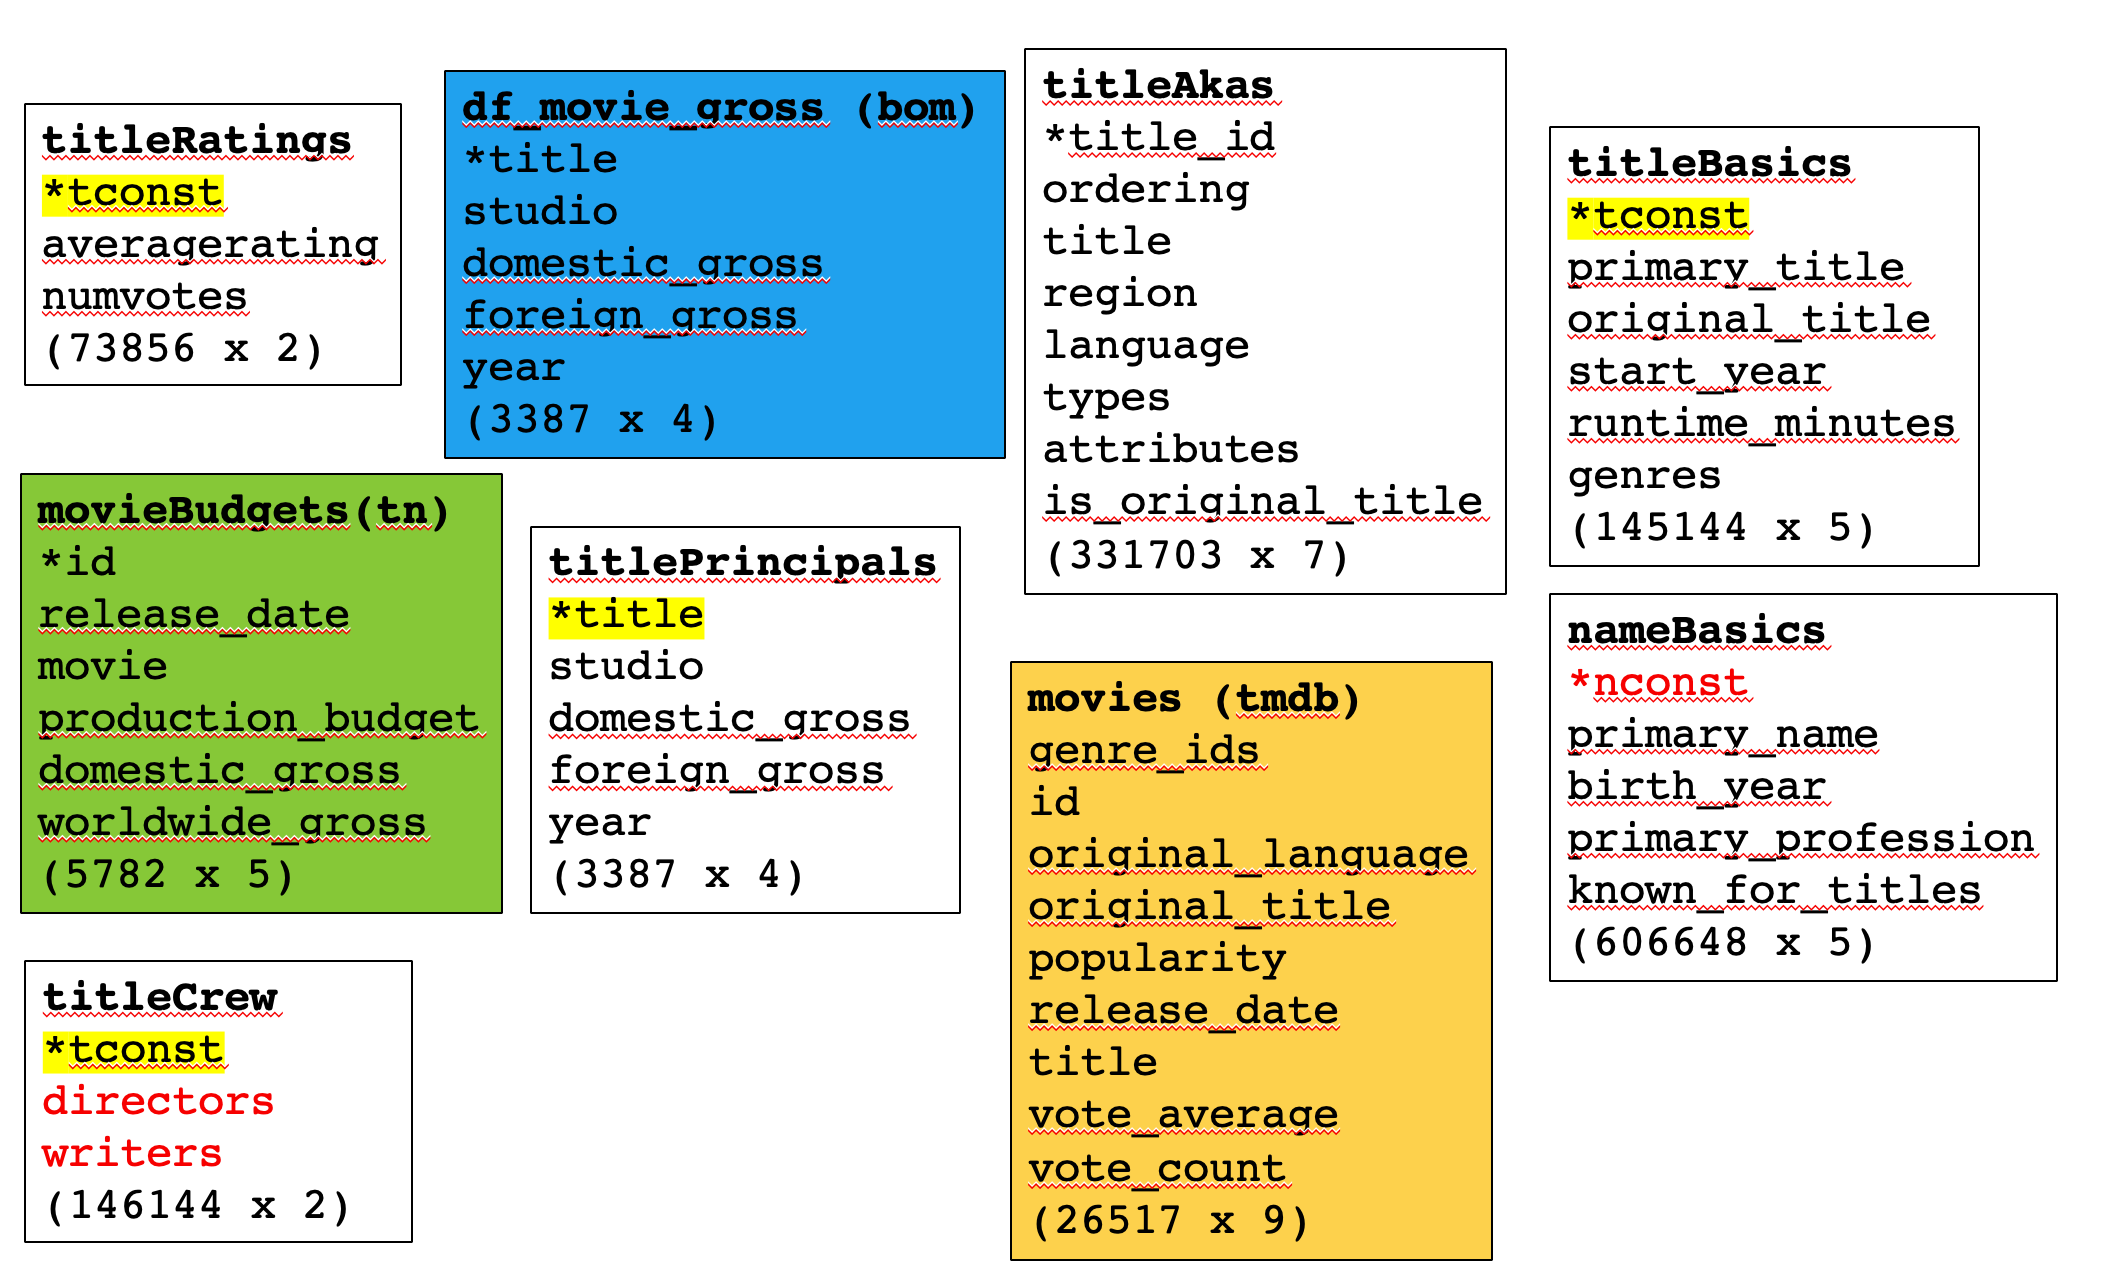 titleRatings
*tconst
averagerating
numvotes
(73856 x 2)
df_movie_gross (bom)
*title
studio
domestic_gross
foreign_gross
year
(3387 x 4)
titleAkas
*title_id
ordering
title
region
language
types
attributes
is_original_title
(331703 x 7)
titleBasics
*tconst
primary_title
original_title
start_year
runtime_minutes
genres
(145144 x 5)
movieBudgets(tn)
*id
release_date
movie
production_budget
domestic_gross
worldwide_gross
(5782 x 5)
titlePrincipals
*title
studio
domestic_gross
foreign_gross
year
(3387 x 4)
movies (tmdb)
genre_ids
id
original_language
original_title
popularity
release_date
title
vote_average
vote_count
(26517 x 9)
nameBasics
*nconst
primary_name
birth_year
primary_profession
known_for_titles
(606648 x 5)
titleCrew
*tconst
directors
writers
(146144 x 2)